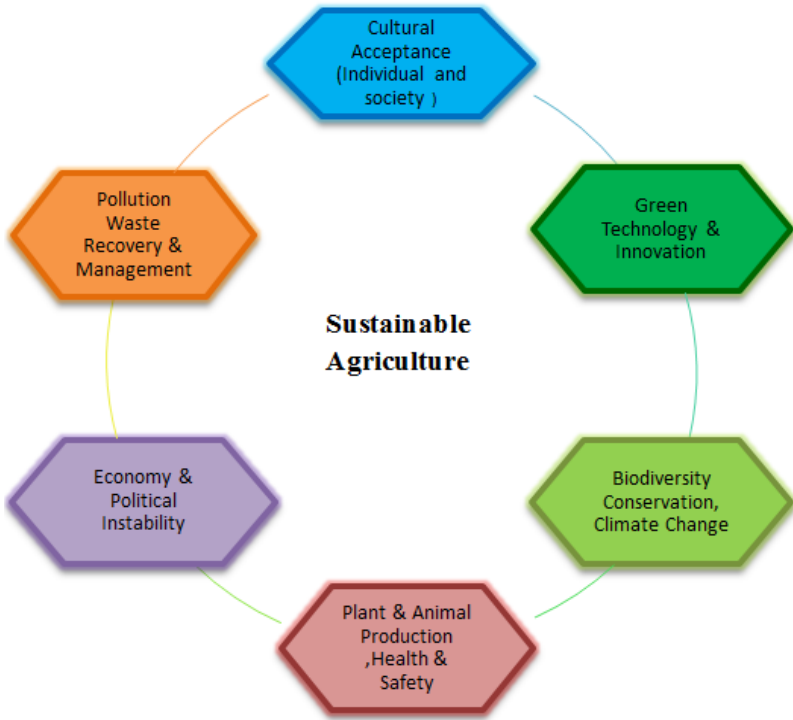 Cultural
Acceptance
(Individual and
society )
Green
Technology &
Innovation
Biodiversity
Conservation,
Climate Change
Plant & Animal
Production
,Health &
Safety
Economy &
Political
Instability
Pollution
Waste
Recovery &
Management
Sustainable
Agriculture